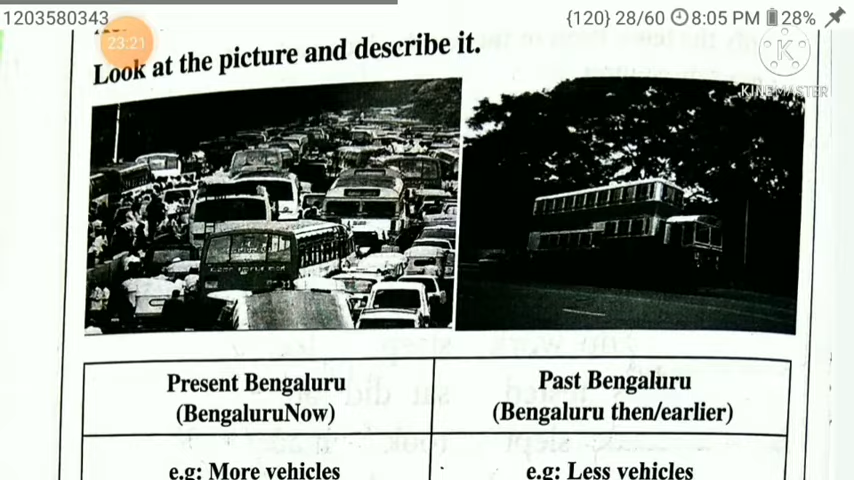 1203580343
{120} 28/60 8:05 PM 28%
23:21
K
KINEMASTER
Look at the picture and describe it.
Present Bengaluru
(BengaluruNow)
Past Bengaluru
(Bengaluru then/earlier)
e.g: More vehicles
e.g: Less vehicles